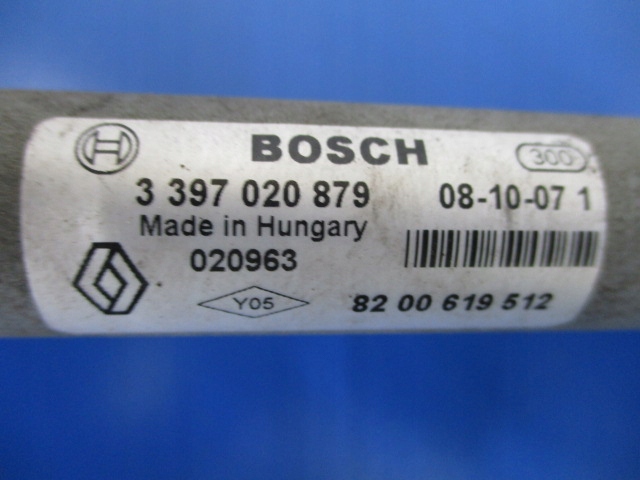 BOSCH 300
3 397 020 879 08-10-07 1
Made in Hungary
020963
Y05 82 00 619 512